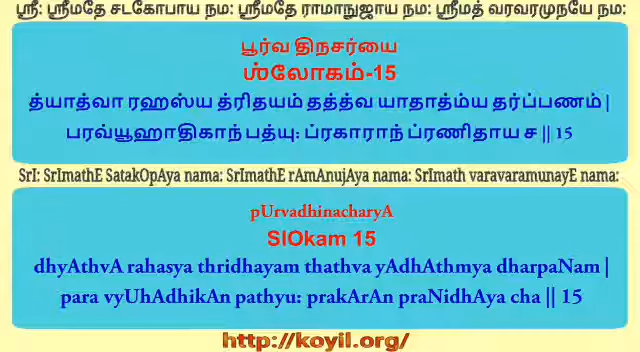 ஸ்ரீ: ஸ்ரீமதே சடகோபாய நம: ஸ்ரீமதே ராமாநுஜாய நம: ஸ்ரீமத் வரவரமுநயே நம:
பூர்வ திநசர்யை
ஶ்லோகம்-15
த்யாத்வா ரஹஸ்ய த்ரிதயம் தத்த்வ யாதாத்ம்ய தர்ப்பணம் |
பரவ்யூஹாதிகாந் பத்யு: ப்ரகாராந் ப்ரணிதாய ச || 15
SrI: SrImathE SatakOpAya nama: SrImathE rAmAnujAya nama: SrImath varavaramunayE nama:
pUrvadhinacharyA
SlOkam 15
dhyAthvA rahasya thridhayam thathva yAdhAthmya dharpaNam |
para vyUhAdhikAn pathyu: prakArAn praNidhAya cha || 15
http://koyil.org/